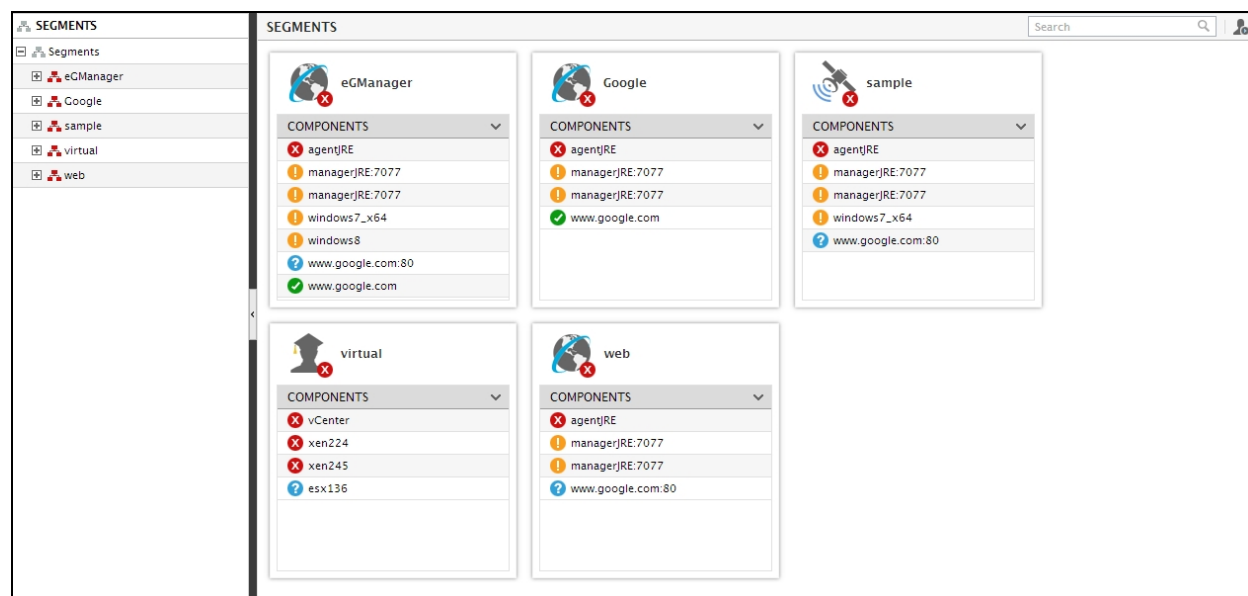 SEGMENTS
Segments
eGManager
Google
sample
virtual
web
SEGMENTS
Search
eGManager
COMPONENTS
agentJRE
managerJRE:7077
managerJRE:7077
windows7_x64
windows8
www.google.com:80
www.google.com
Google
COMPONENTS
agentJRE
managerJRE:7077
managerJRE:7077
www.google.com
sample
COMPONENTS
agentJRE
managerJRE:7077
managerJRE:7077
windows7_x64
www.google.com:80
virtual
COMPONENTS
vCenter
xen224
xen245
esx136
web
COMPONENTS
agentJRE
managerJRE:7077
managerJRE:7077
www.google.com:80